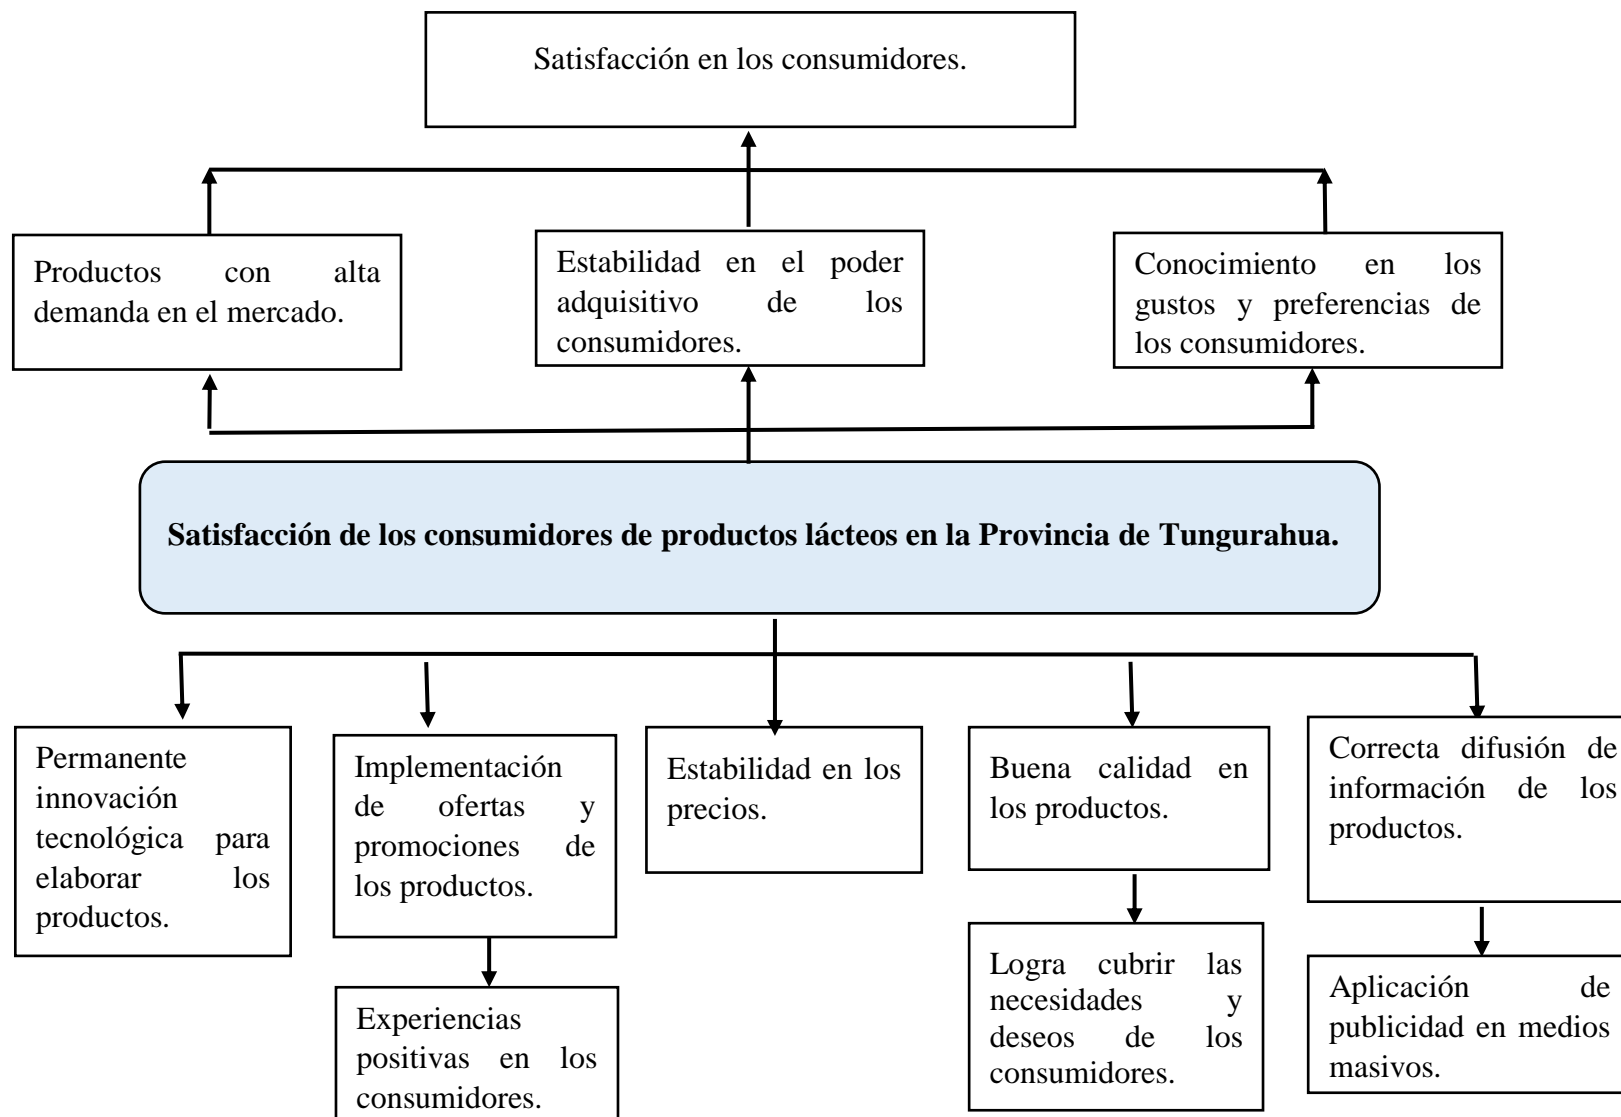 Satisfacción en los consumidores.
Productos con alta
demanda en el mercado.
Estabilidad en el poder
adquisitivo de los
consumidores.
Conocimiento en los
gustos y preferencias de
los consumidores.
Satisfacción de los consumidores de productos lácteos en la Provincia de Tungurahua.
Permanente
innovación
tecnológica para
elaborar los
productos.
Implementación
de ofertas y
promociones de
los productos.
Estabilidad en los
precios.
Buena calidad en
los productos.
Correcta difusión de
información de los
productos.
Experiencias
positivas en los
consumidores.
Logra cubrir las
necesidades y
deseos de los
consumidores.
Aplicación de
publicidad en medios
masivos.